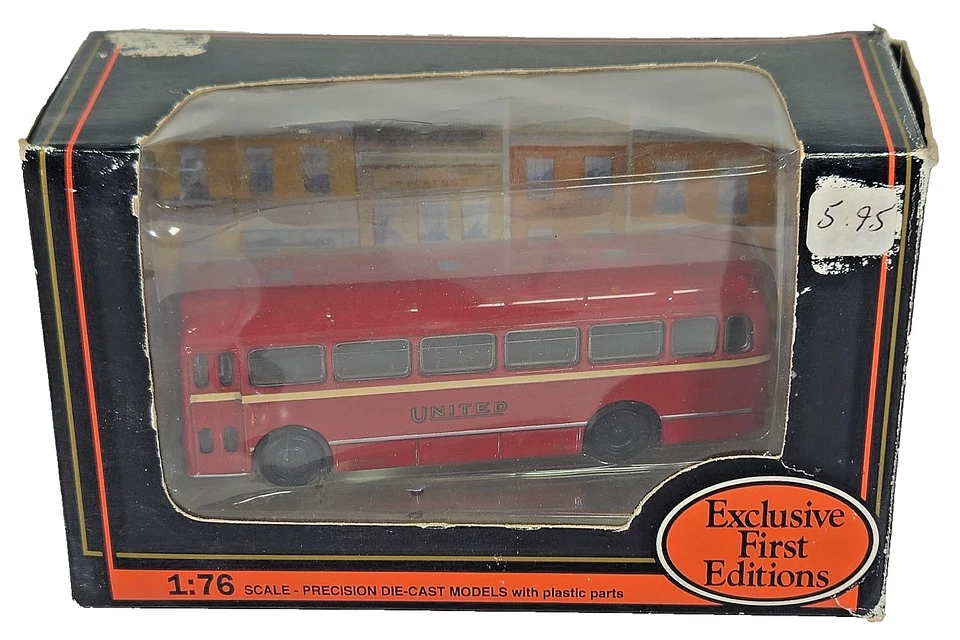 5.95
UNITED
Exclusive
First
Editions
1:76 SCALE - PRECISION DIE-CAST MODELS with plastic parts